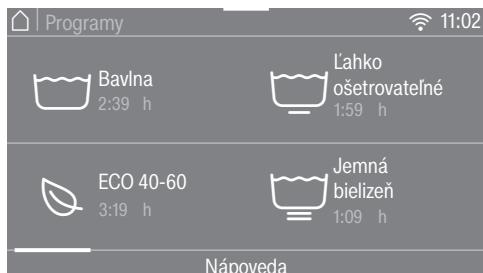 Programy
11:02
Bavlna
2:39 h
Ľahko
ošetrovateľné
1:59 h
ECO 40-60
3:19 h
Jemná
bielizeň
1:09 h
Nápoveda